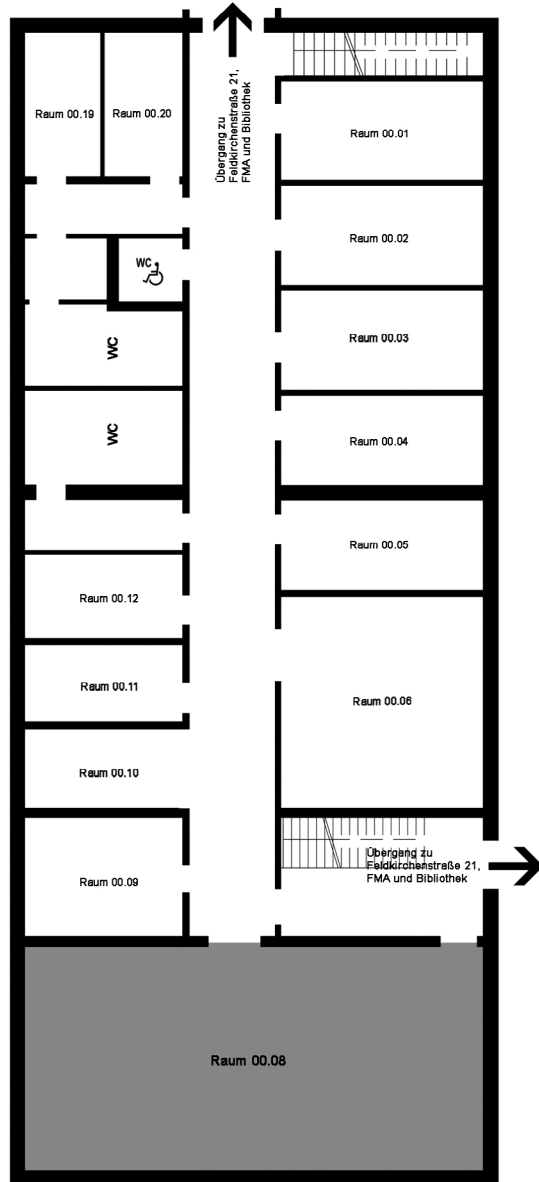 Übergang zu
Feldkirchenstraße 21,
FMA und Bibliothek
Raum 00.19
Raum 00.20
Raum 00.01
Raum 00.02
WC
Raum 00.03
WC
WC
Raum 00.04
Raum 00.05
Raum 00.12
Raum 00.11
Raum 00.06
Raum 00.10
Übergang zu
Feldkirchenstraße 21,
FMA und Bibliothek
Raum 00.09
Raum 00.08